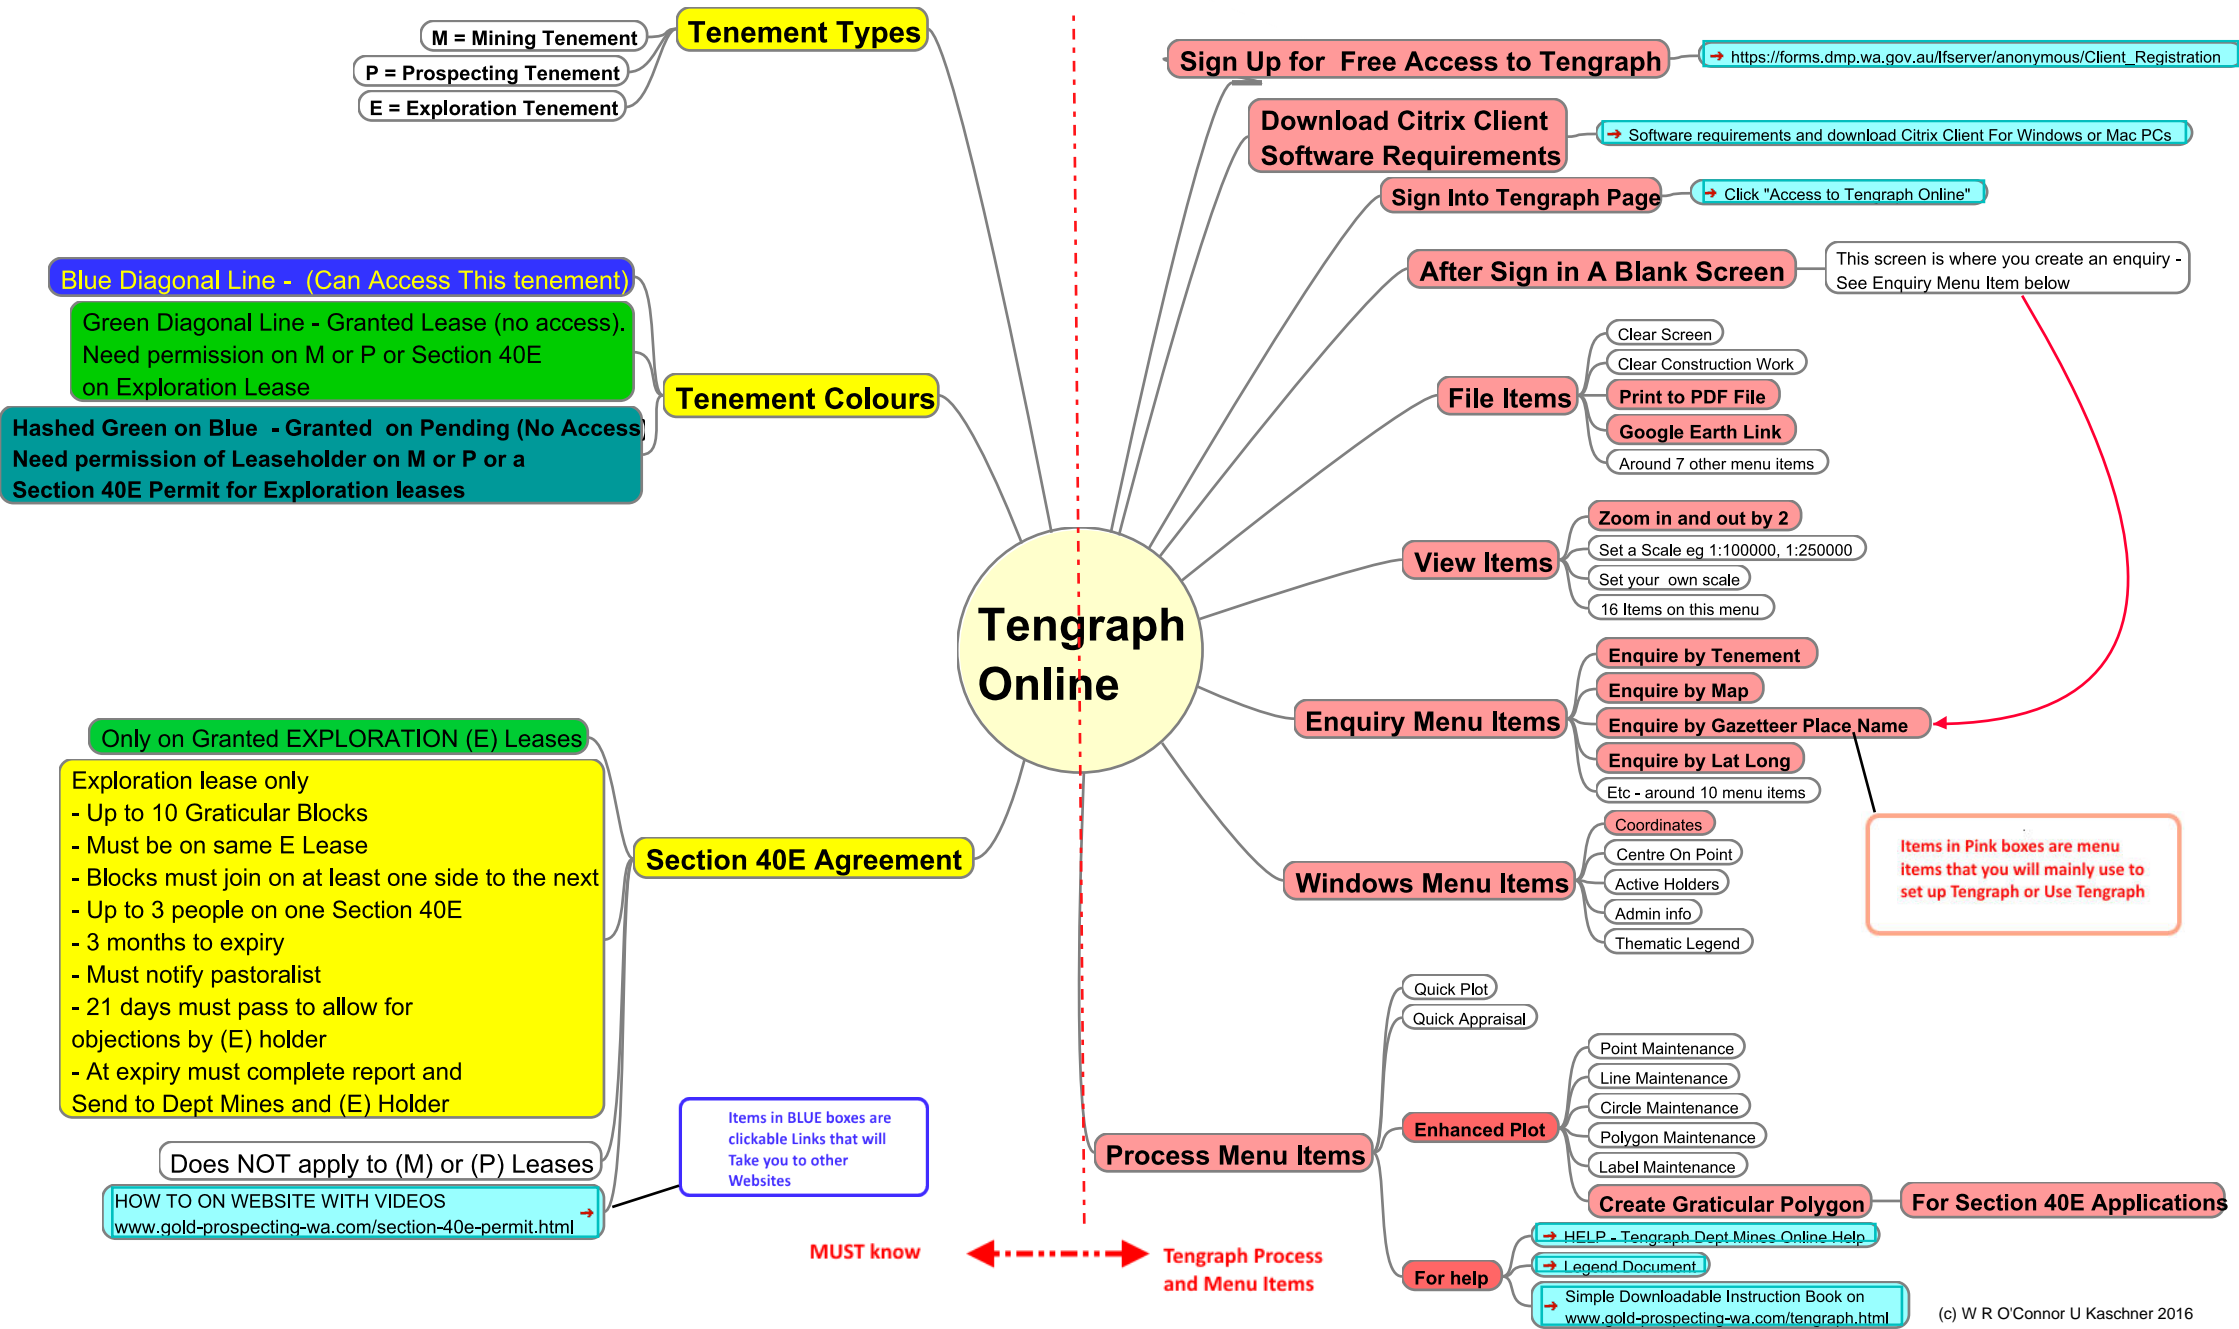 Tenement Types
M = Mining Tenement
P = Prospecting Tenement
E = Exploration Tenement
Blue Diagonal Line -  (Can Access This tenement)
Green Diagonal Line - Granted Lease (no access).
Need permission on M or P or Section 40E
on Exploration Lease
Tenement Colours
Hashed Green on Blue  - Granted  on Pending (No Access)
Need permission of Leaseholder on M or P or a
Section 40E Permit for Exploration leases
Only on Granted EXPLORATION (E) Leases
Exploration lease only
- Up to 10 Graticular Blocks
- Must be on same E Lease
- Blocks must join on at least one side to the next
- Up to 3 people on one Section 40E
- 3 months to expiry
- Must notify pastoralist
- 21 days must pass to allow for
objections by (E) holder
- At expiry must complete report and
Send to Dept Mines and (E) Holder
Section 40E Agreement
Does NOT apply to (M) or (P) Leases
HOW TO ON WEBSITE WITH VIDEOS
www.gold-prospecting-wa.com/section-40e-permit.html
Items in BLUE boxes are
clickable Links that will
Take you to other
Websites
MUST know
Tengraph Process
and Menu Items
Tengraph
Online
Sign Up for  Free Access to Tengraph
https://forms.dmp.wa.gov.au/lfserver/anonymous/Client_Registration
Download Citrix Client
Software Requirements
Software requirements and download Citrix Client For Windows or Mac PCs
Sign Into Tengraph Page
Click "Access to Tengraph Online"
After Sign in A Blank Screen
This screen is where you create an enquiry -
See Enquiry Menu Item below
File Items
Clear Screen
Clear Construction Work
Print to PDF File
Google Earth Link
Around 7 other menu items
View Items
Zoom in and out by 2
Set a Scale eg 1:100000, 1:250000
Set your  own scale
16 Items on this menu
Enquiry Menu Items
Enquire by Tenement
Enquire by Map
Enquire by Gazetteer Place Name
Enquire by Lat Long
Etc - around 10 menu items
Windows Menu Items
Coordinates
Centre On Point
Active Holders
Admin info
Thematic Legend
Items in Pink boxes are menu
items that you will mainly use to
set up Tengraph or Use Tengraph
Process Menu Items
Quick Plot
Quick Appraisal
Enhanced Plot
Point Maintenance
Line Maintenance
Circle Maintenance
Polygon Maintenance
Label Maintenance
Create Graticular Polygon
For Section 40E Applications
For help
HELP - Tengraph Dept Mines Online Help
Legend Document
Simple Downloadable Instruction Book on
www.gold-prospecting-wa.com/tengraph.html
(c) W R O'Connor U Kaschner 2016